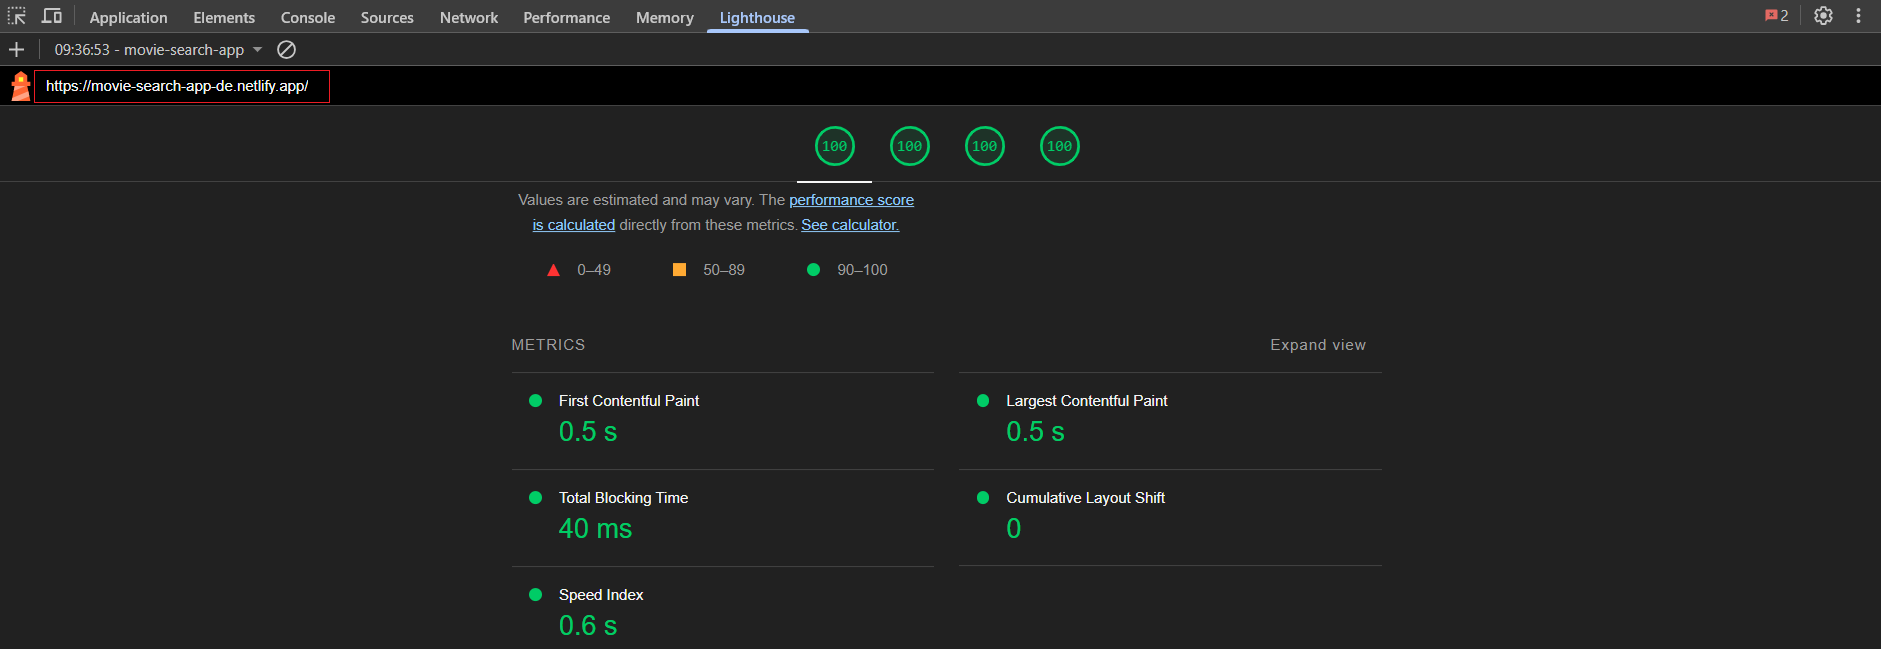 Application Elements Console Sources Network Performance Memory Lighthouse 2
09:36:53 - movie-search-app
https://movie-search-app-de.netlify.app/
100 100 100 100
Values are estimated and may vary. The performance score
is calculated directly from these metrics. See calculator.
0–49 50–89 90–100
METRICS Expand view
First Contentful Paint
0.5 s
Largest Contentful Paint
0.5 s
Total Blocking Time
40 ms
Cumulative Layout Shift
0
Speed Index
0.6 s